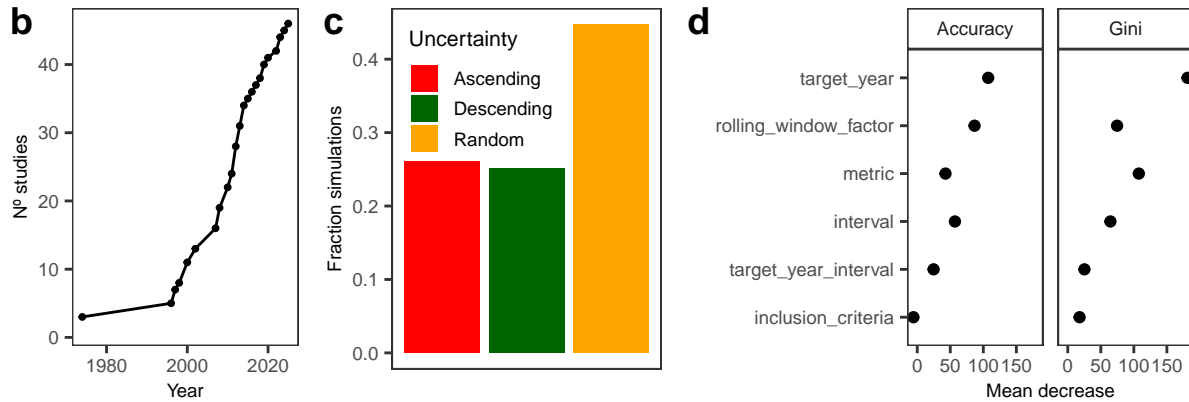 b
Nº studies
40
30
20
10
0
1980
2000
2020
Year
c
Fraction simulations
0.4
0.3
0.2
0.1
0.0
Uncertainty
Ascending
Descending
Random
d
Accuracy
Gini
target_year
rolling_window_factor
metric
interval
target_year_interval
inclusion_criteria
0 50 100 150
0 50 100 150
Mean decrease